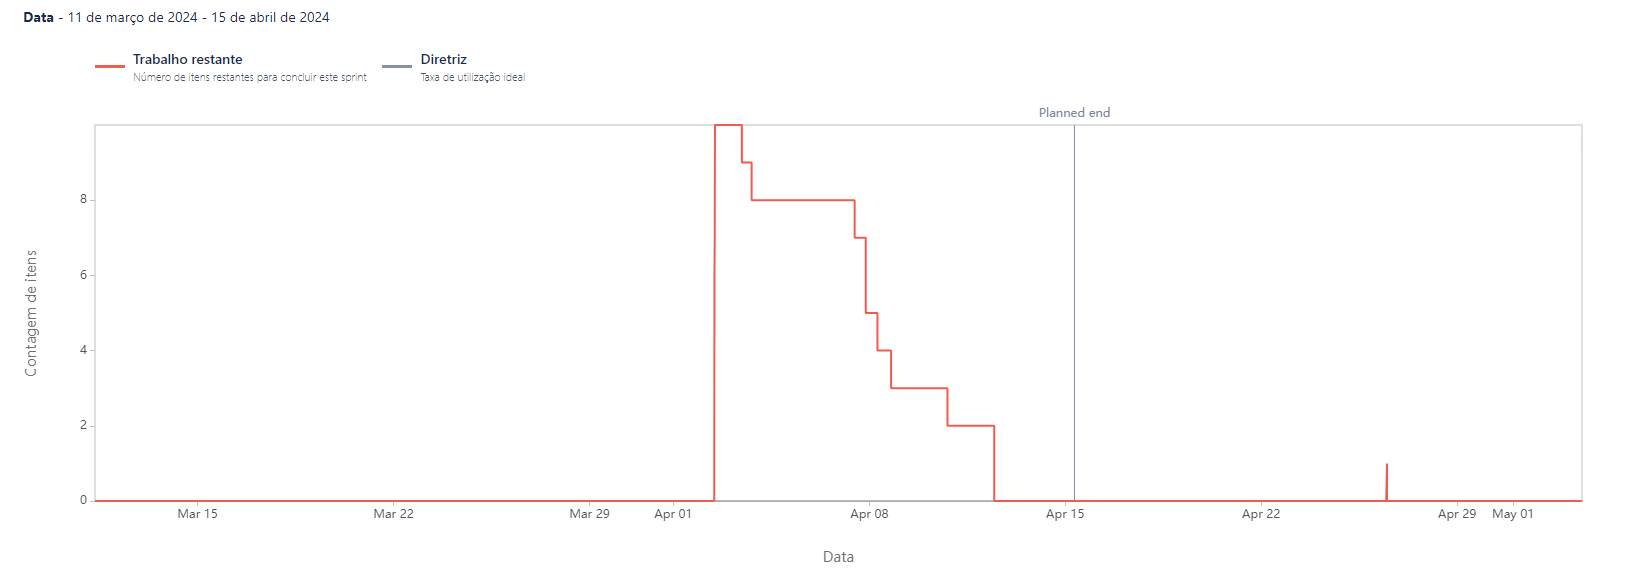 Data - 11 de março de 2024 - 15 de abril de 2024
Trabalho restante
Número de itens restantes para concluir este sprint
Diretriz
Taxa de utilização ideal
Planned end
8
6
4
2
0
Contagem de itens
Mar 15 Mar 22 Mar 29 Apr 01 Apr 08 Apr 15 Apr 22 Apr 29 May 01
Data